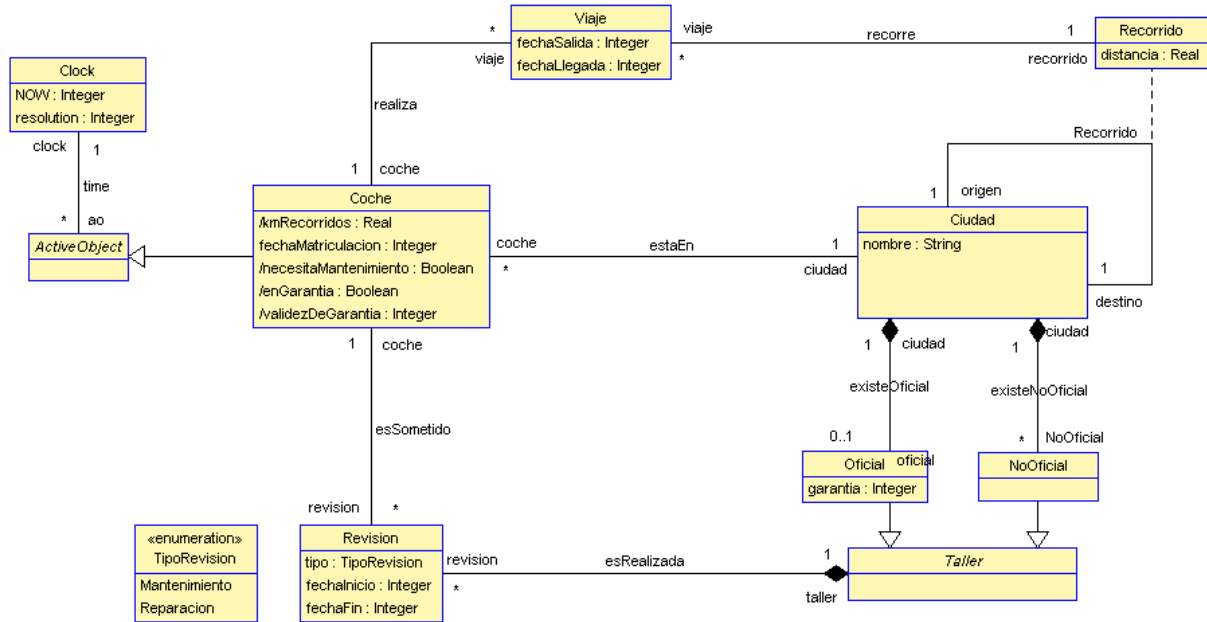 Viaje
fechaSalida : Integer
fechaLlegada : Integer
*
viaje
viaje
*
recorre
1
recorrido
Recorrido
distancia : Real
Clock
NOW : Integer
resolution : Integer
clock
1
time
*
ao
ActiveObject
realiza
1
coche
Coche
/kmRecorridos : Real
fechaMatriculacion : Integer
/necesitaMantenimiento : Boolean
/enGarantia : Boolean
/validezDeGarantia : Integer
coche
*
estaEn
1
ciudad
Recorrido
1
origen
Ciudad
nombre : String
1
destino
1
ciudad
existeOficial
0..1
oficial
1
ciudad
existeNoOficial
*
NoOficial
Oficial
garantia : Integer
NoOficial
1
coche
esSometido
revision
*
«enumeration»
TipoRevision
Mantenimiento
Reparacion
Revision
tipo : TipoRevision
fechaInicio : Integer
fechaFin : Integer
revision
*
esRealizada
1
taller
Taller